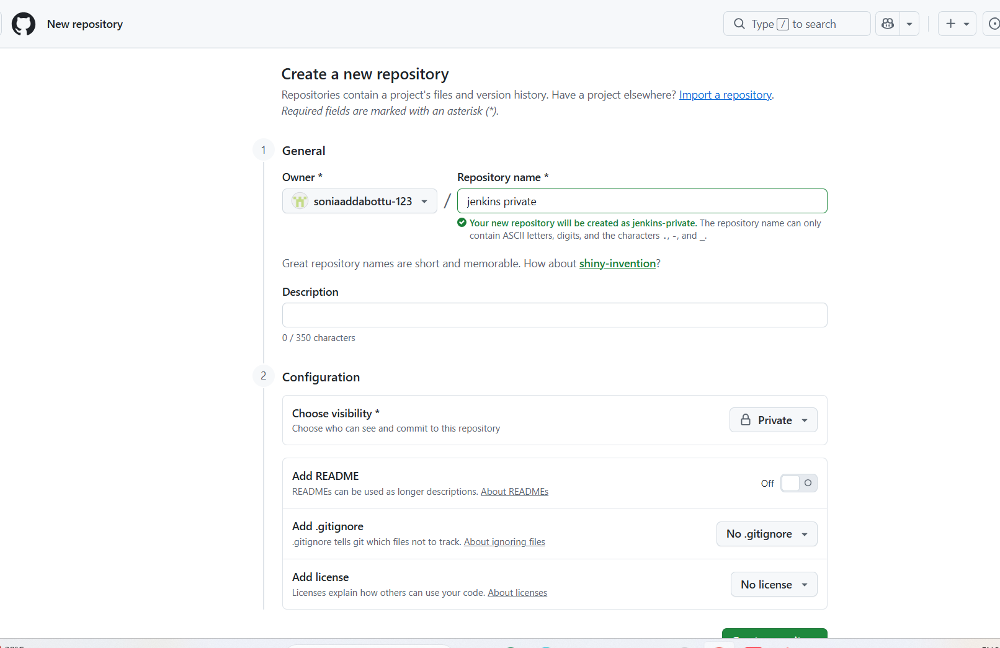 New repository
Type / to search
Create a new repository
Repositories contain a project's files and version history. Have a project elsewhere? Import a repository.
Required fields are marked with an asterisk (*).
1 General
Owner * Repository name *
soniaaddabottu-123 / jenkins private
Your new repository will be created as jenkins-private. The repository name can only
contain ASCII letters, digits, and the characters ., -, and _.
Great repository names are short and memorable. How about shiny-invention?
Description
0 / 350 characters
2 Configuration
Choose visibility *
Choose who can see and commit to this repository
Private
Add README
READMEs can be used as longer descriptions. About READMEs
Off
Add .gitignore
.gitignore tells git which files not to track. About ignoring files
No .gitignore
Add license
Licenses explain how others can use your code. About licenses
No license